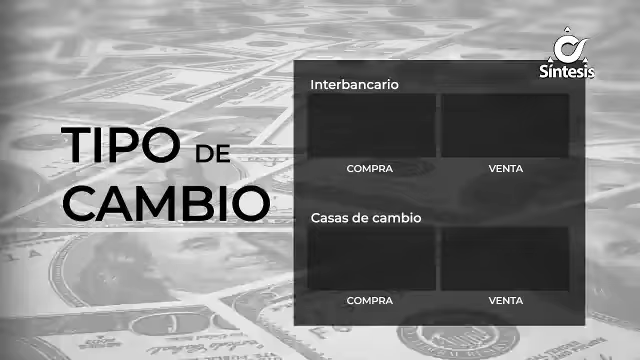 Síntesis
Interbancario
TIPO DE
CAMBIO
COMPRA VENTA
Casas de cambio
COMPRA VENTA